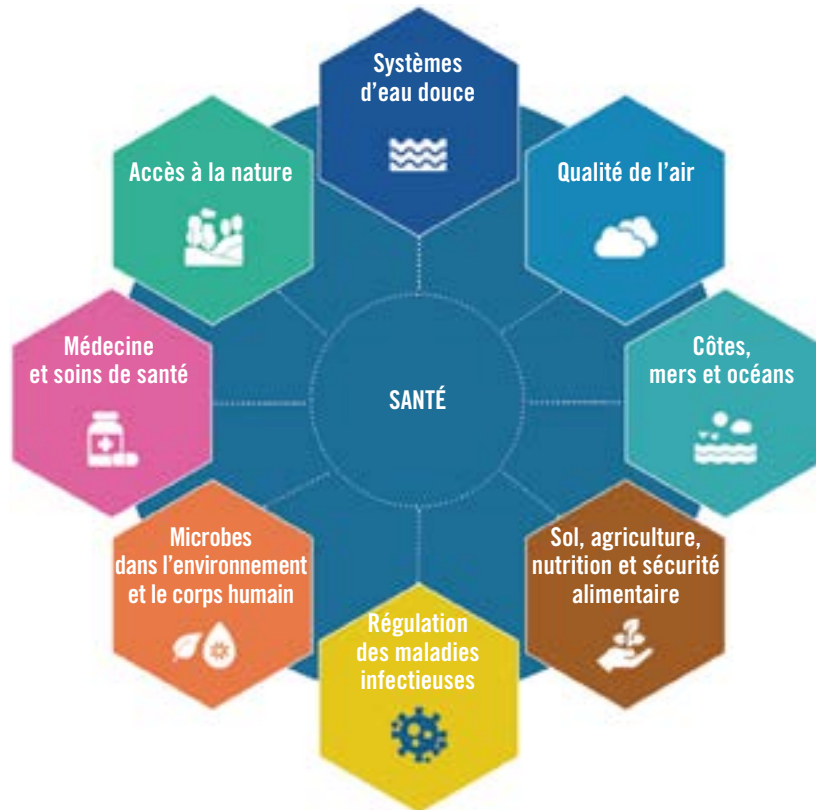 Systèmes
d’eau douce
Qualité de l’air
Côtes,
mers et océans
Sol, agriculture,
nutrition et sécurité
alimentaire
Régulation
des maladies
infectieuses
Microbes
dans l’environnement
et le corps humain
Médecine
et soins de santé
Accès à la nature
SANTÉ